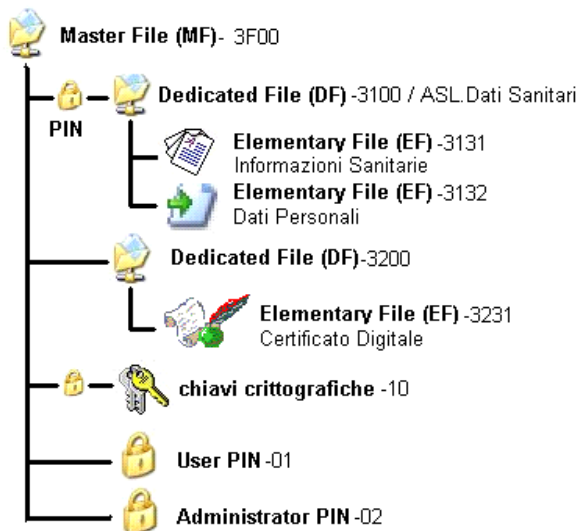 Master File (MF)- 3F00
Dedicated File (DF) -3100 / ASL.Dati Sanitari
PIN
Elementary File (EF) -3131
Informazioni Sanitarie
Elementary File (EF) -3132
Dati Personali
Dedicated File (DF)-3200
Elementary File (EF) -3231
Certificato Digitale
chiavi crittografiche -10
User PIN -01
Administrator PIN -02